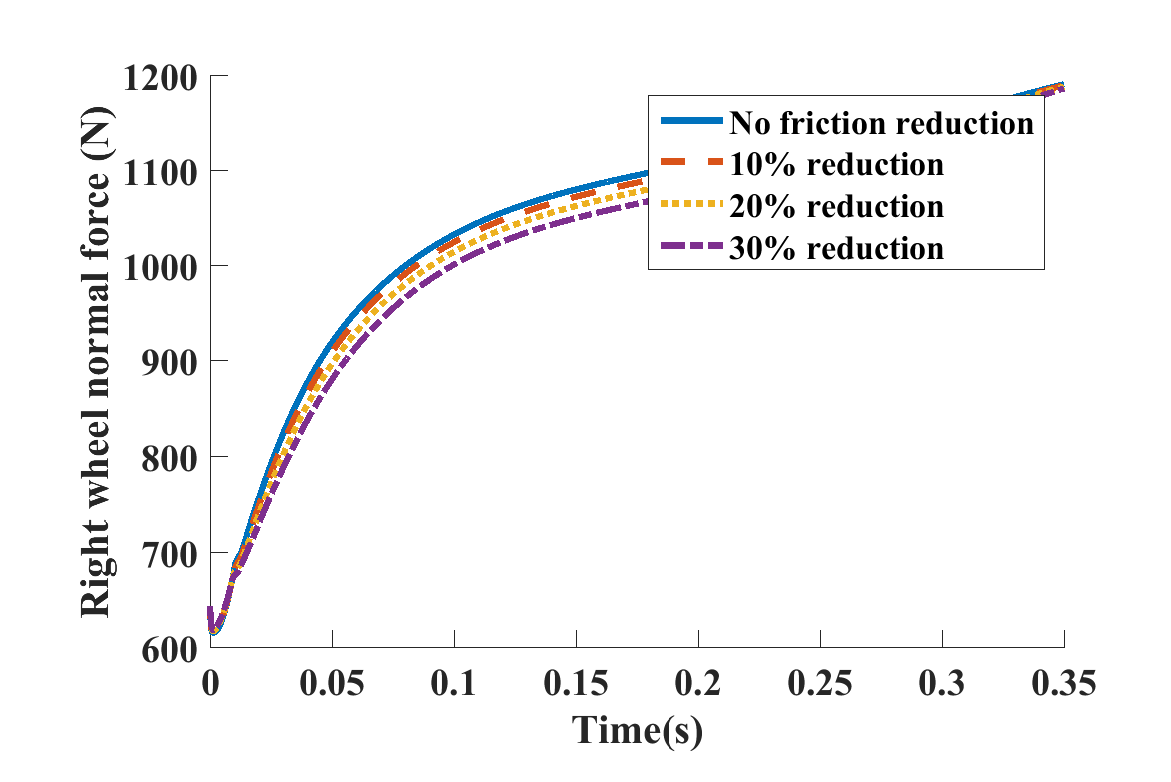 Right wheel normal force (N)
1200
1100
1000
900
800
700
600
No friction reduction
10% reduction
20% reduction
30% reduction
0 0.05 0.1 0.15 0.2 0.25 0.3 0.35
Time(s)